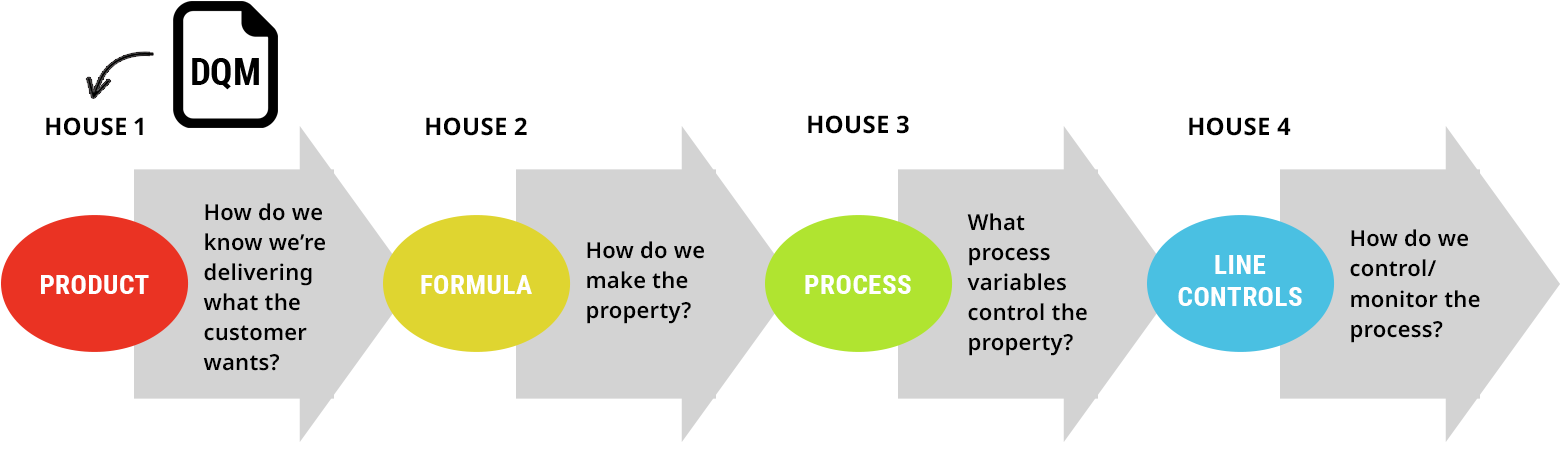 DQM
HOUSE 1
HOUSE 2
HOUSE 3
HOUSE 4
PRODUCT
How do we
know we’re
delivering
what the
customer
wants?
FORMULA
How do we
make the
property?
PROCESS
What
process
variables
control the
property?
LINE
CONTROLS
How do we
control/
monitor the
process?